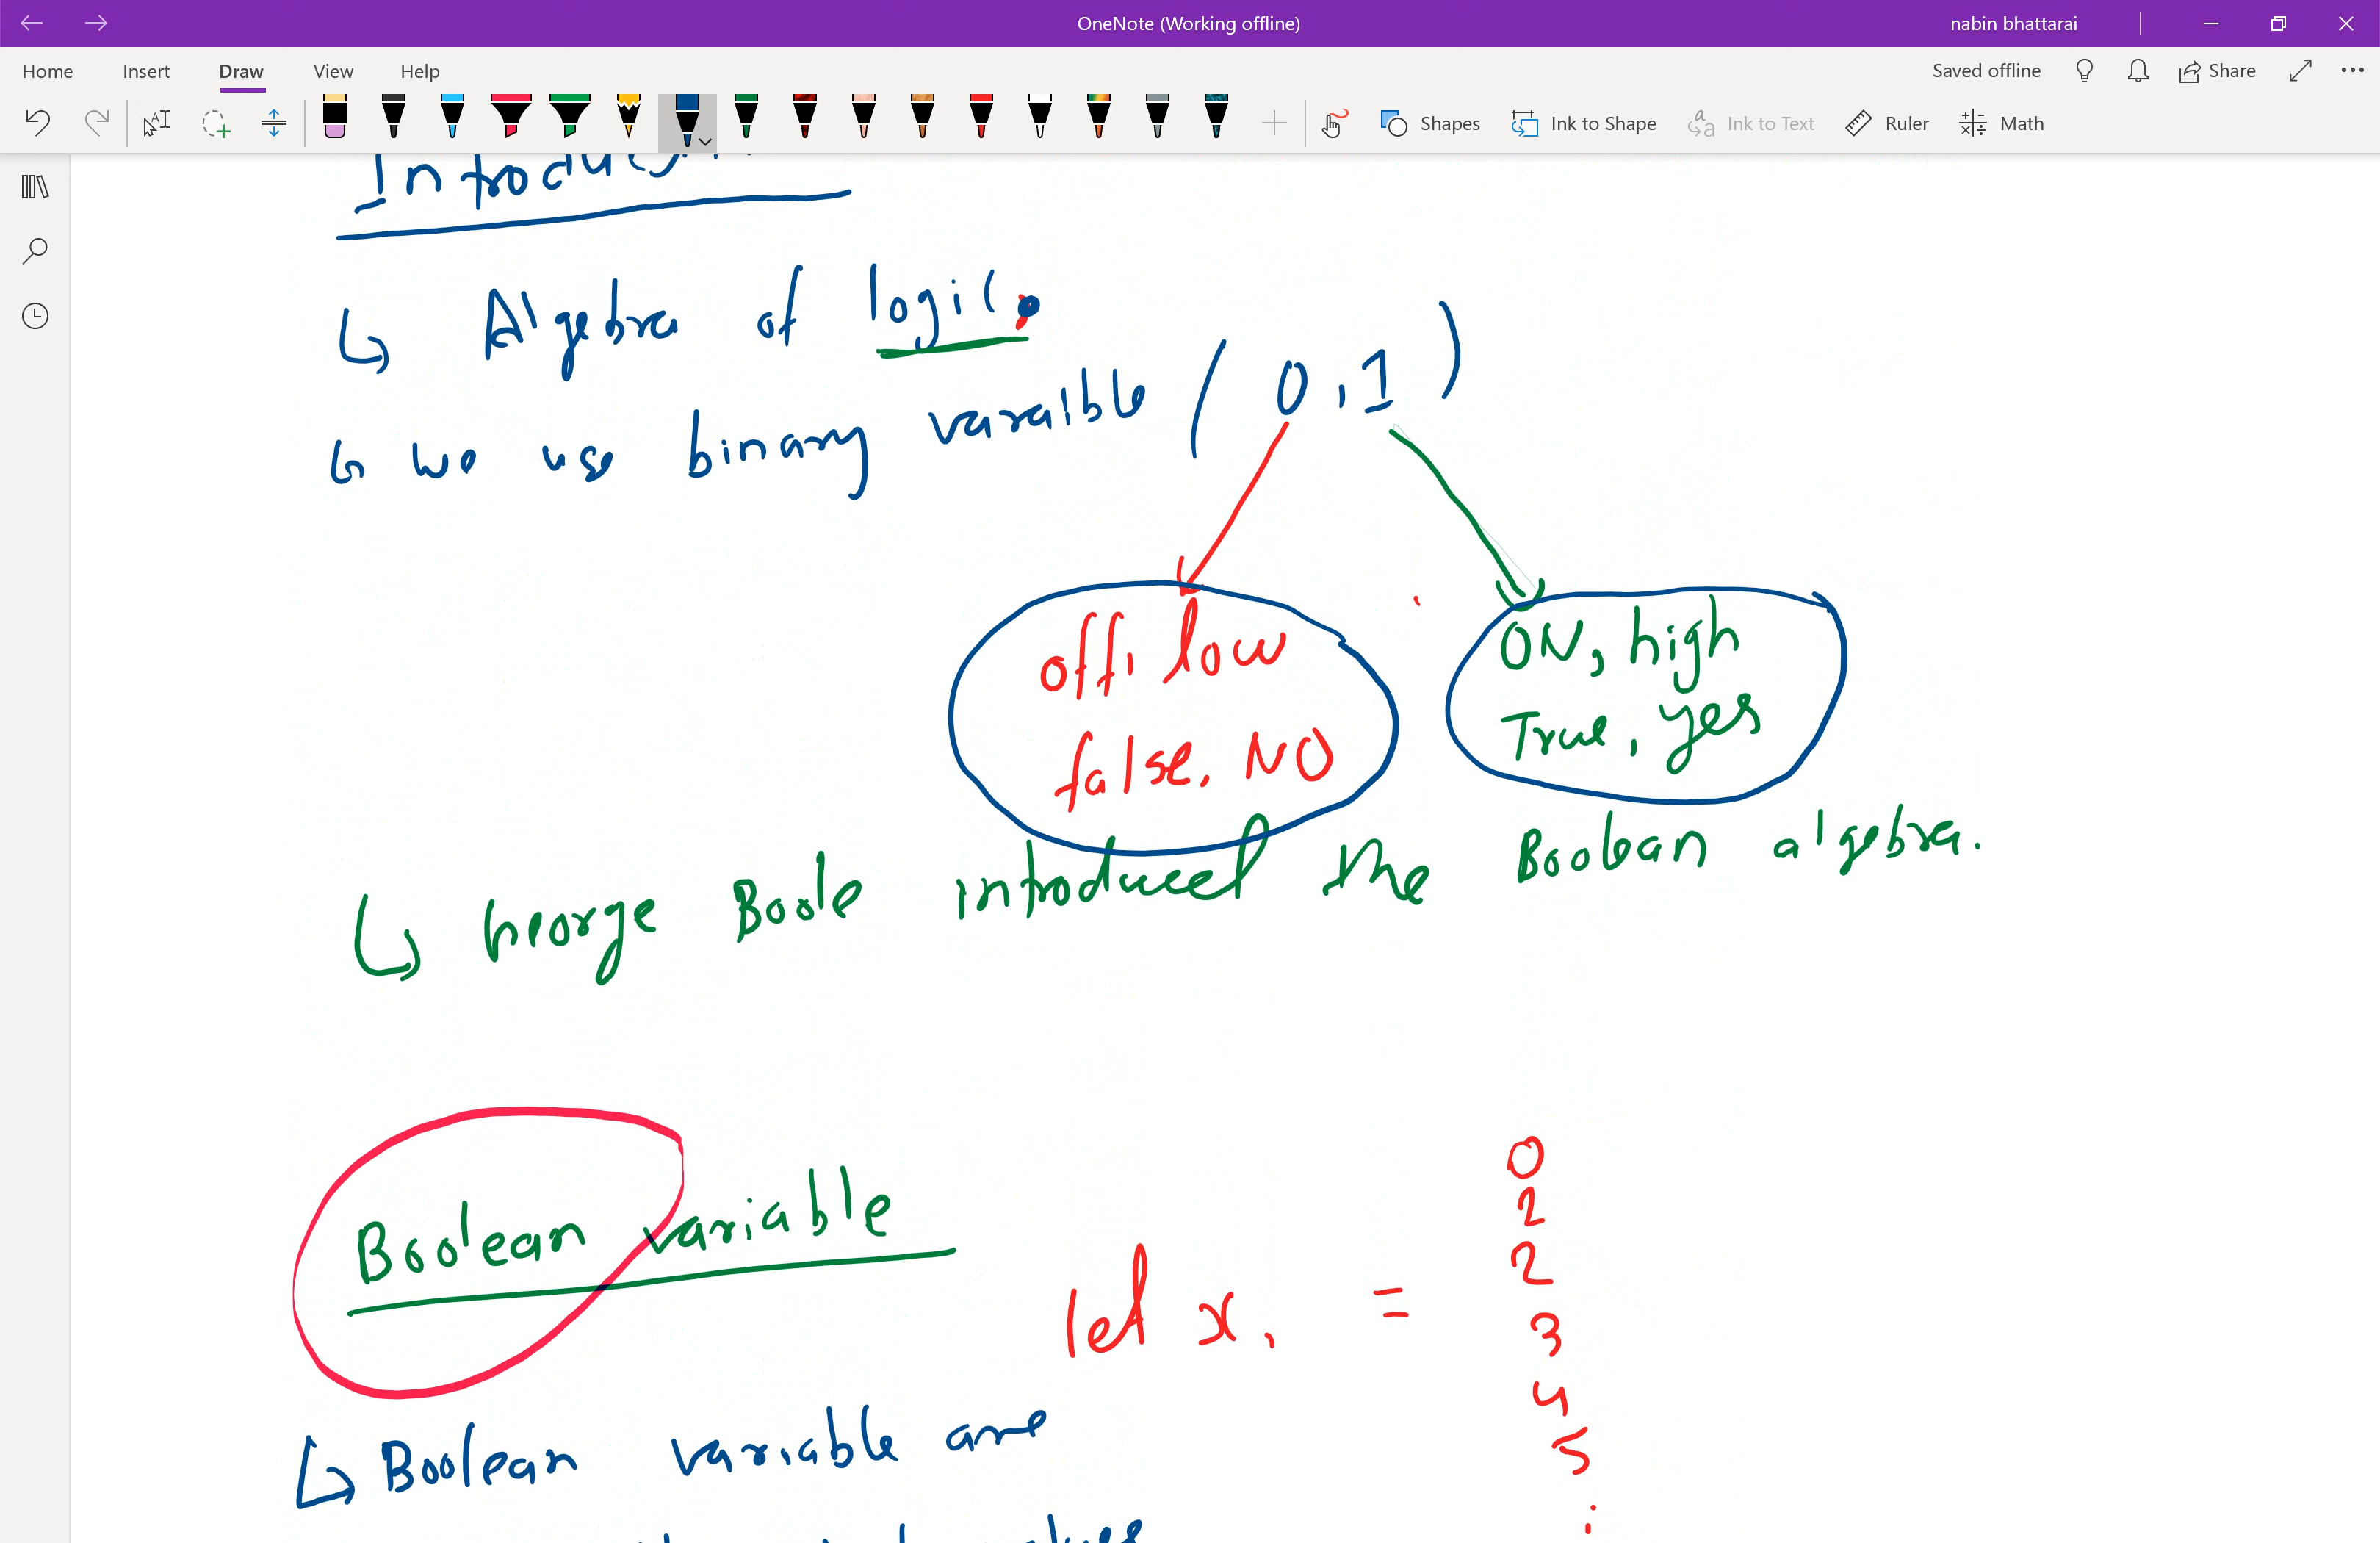 OneNote (Working offline)
nabin bhattarai
Home Insert Draw View Help
Saved offline Share
Shapes Ink to Shape Ink to Text Ruler Math
Algebra of logic.
we use binary varaible ( 0,1 )
off, low
false, NO
ON, high
True, yes
George Boole introduced the Boolean algebra.
Boolean variable
let x, =
0
2
2
3
4
5
Boolean variable are